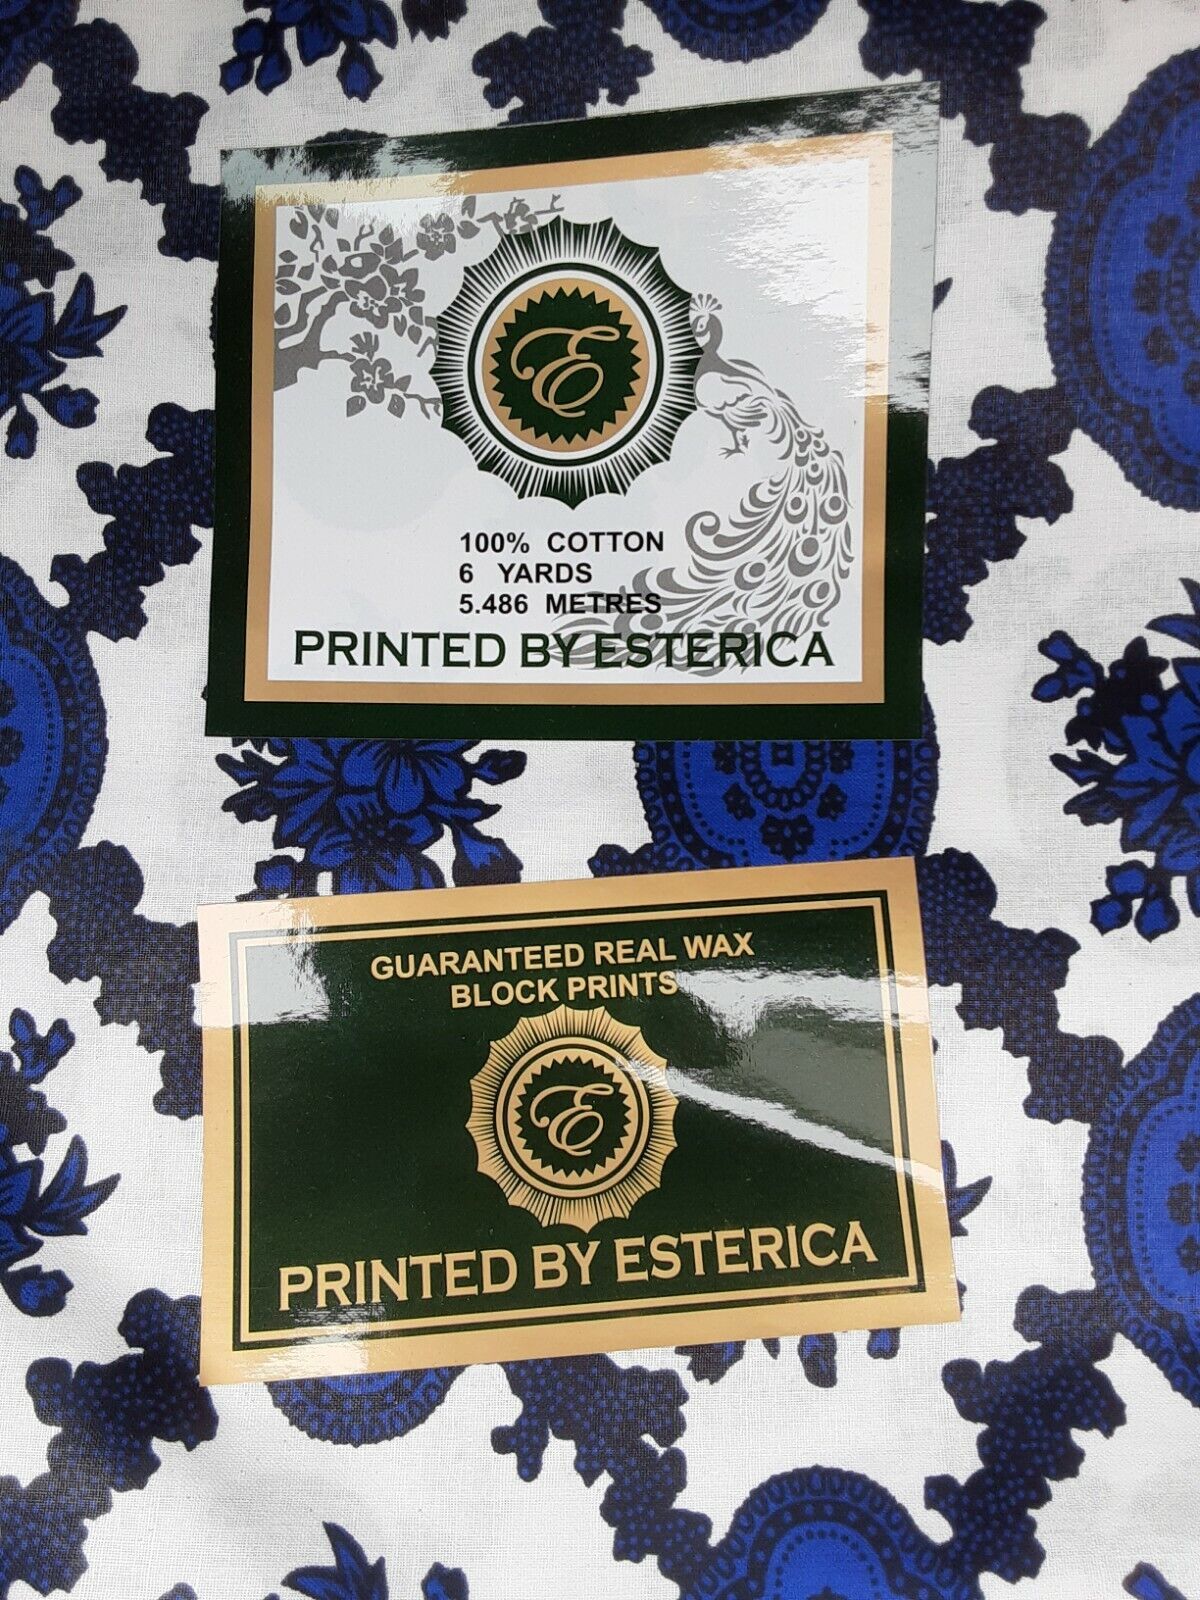 E
100% COTTON
6 YARDS
5.486 METRES
PRINTED BY ESTERICA
GUARANTEED REAL WAX
BLOCK PRINTS
E
PRINTED BY ESTERICA